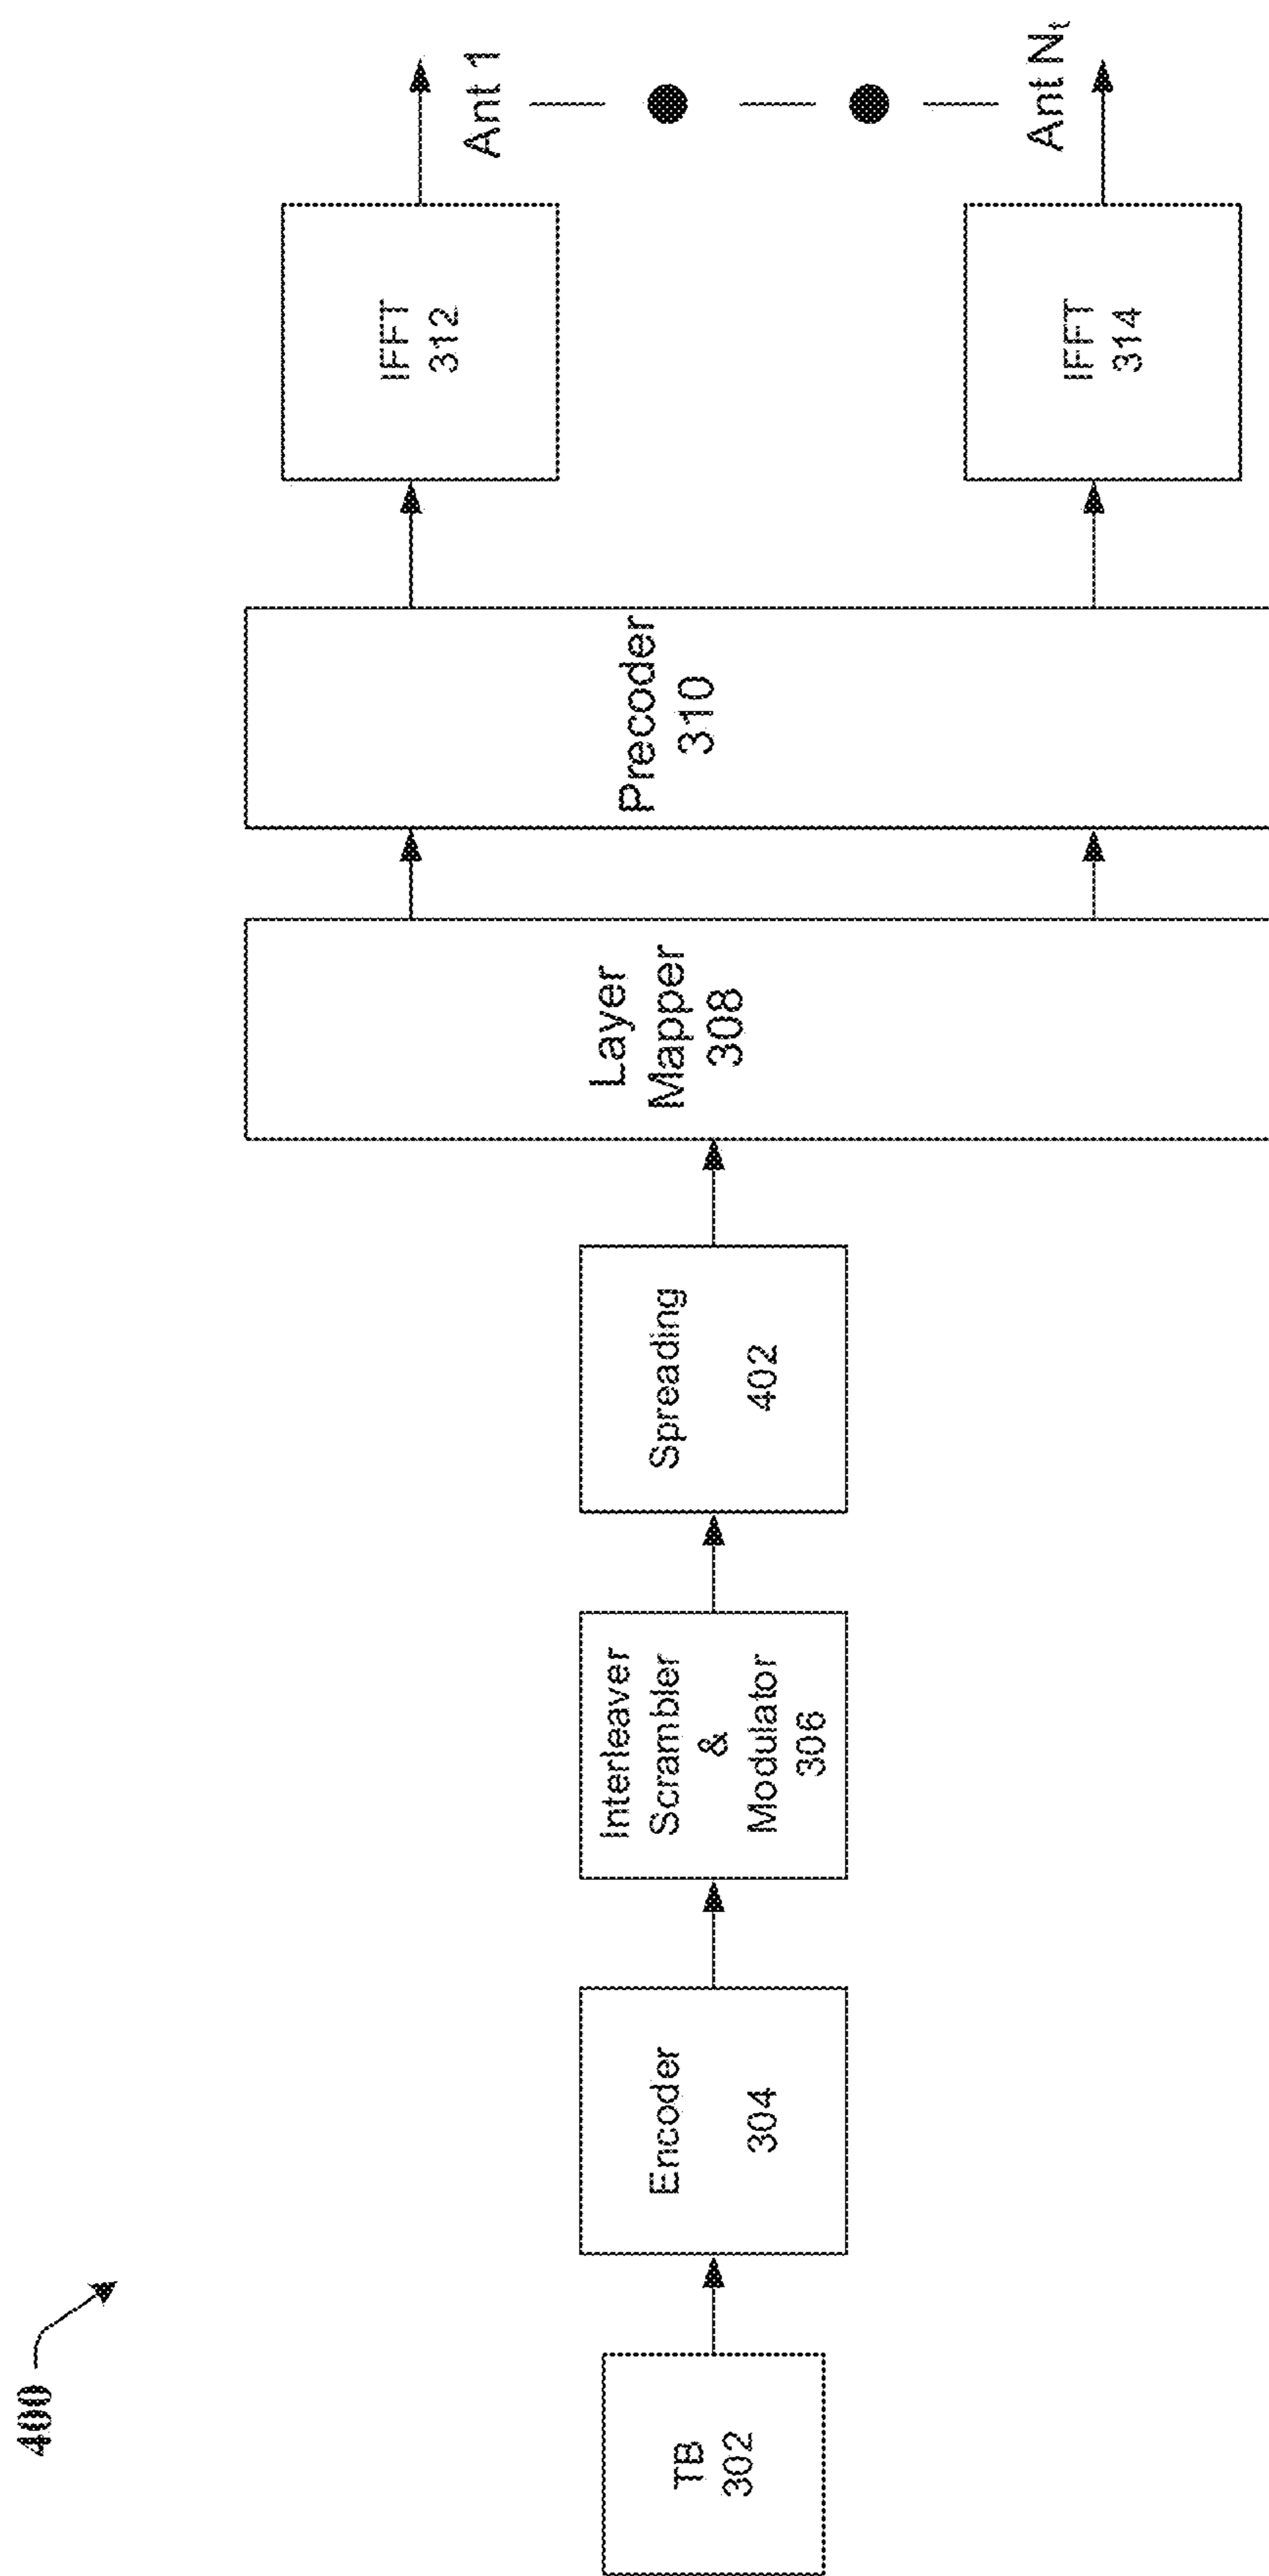 400
TB
302
Encoder
304
Interleaver
Scrambler
&
Modulator
306
Spreading
402
Layer
Mapper
308
Precoder
310
IFFT
312
Ant 1
IFFT
314
Ant Nt